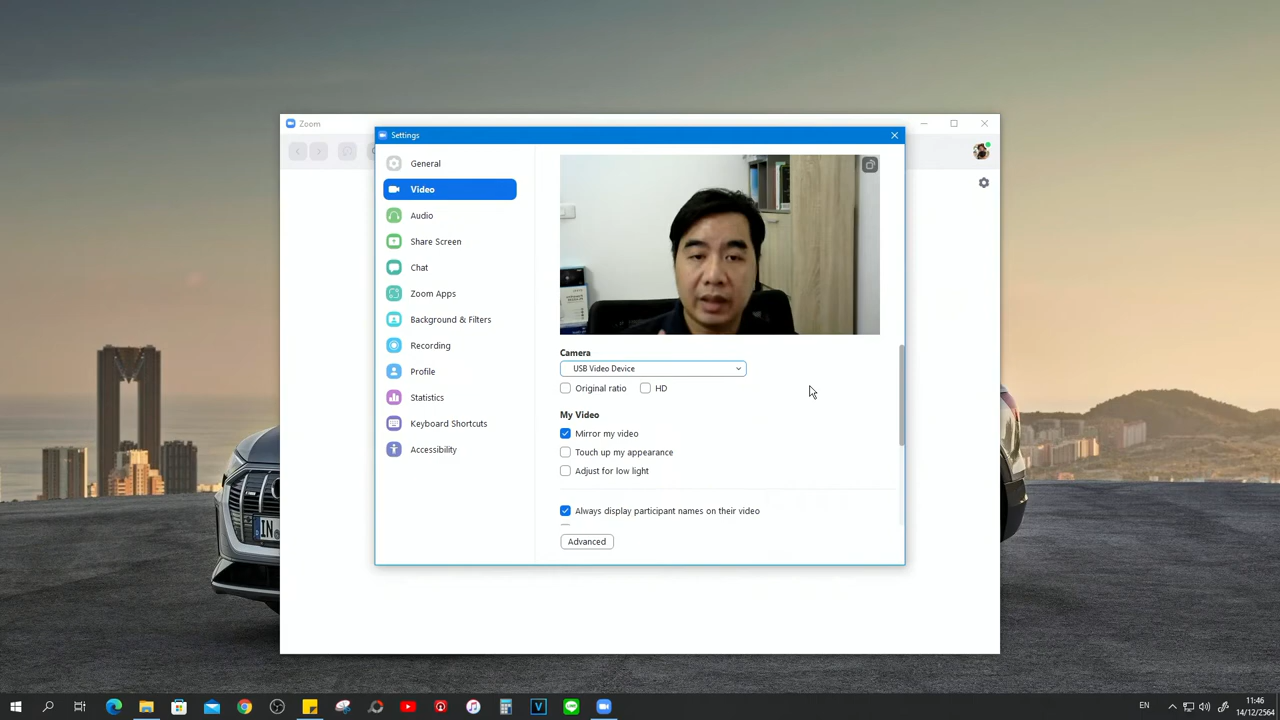 Zoom
Settings
General
Video
Audio
Share Screen
Chat
Zoom Apps
Background & Filters
Recording
Profile
Statistics
Keyboard Shortcuts
Accessibility
Camera
USB Video Device
Original ratio
HD
My Video
Mirror my video
Touch up my appearance
Adjust for low light
Always display participant names on their video
Advanced
IN
EN
11:46
14/12/2564